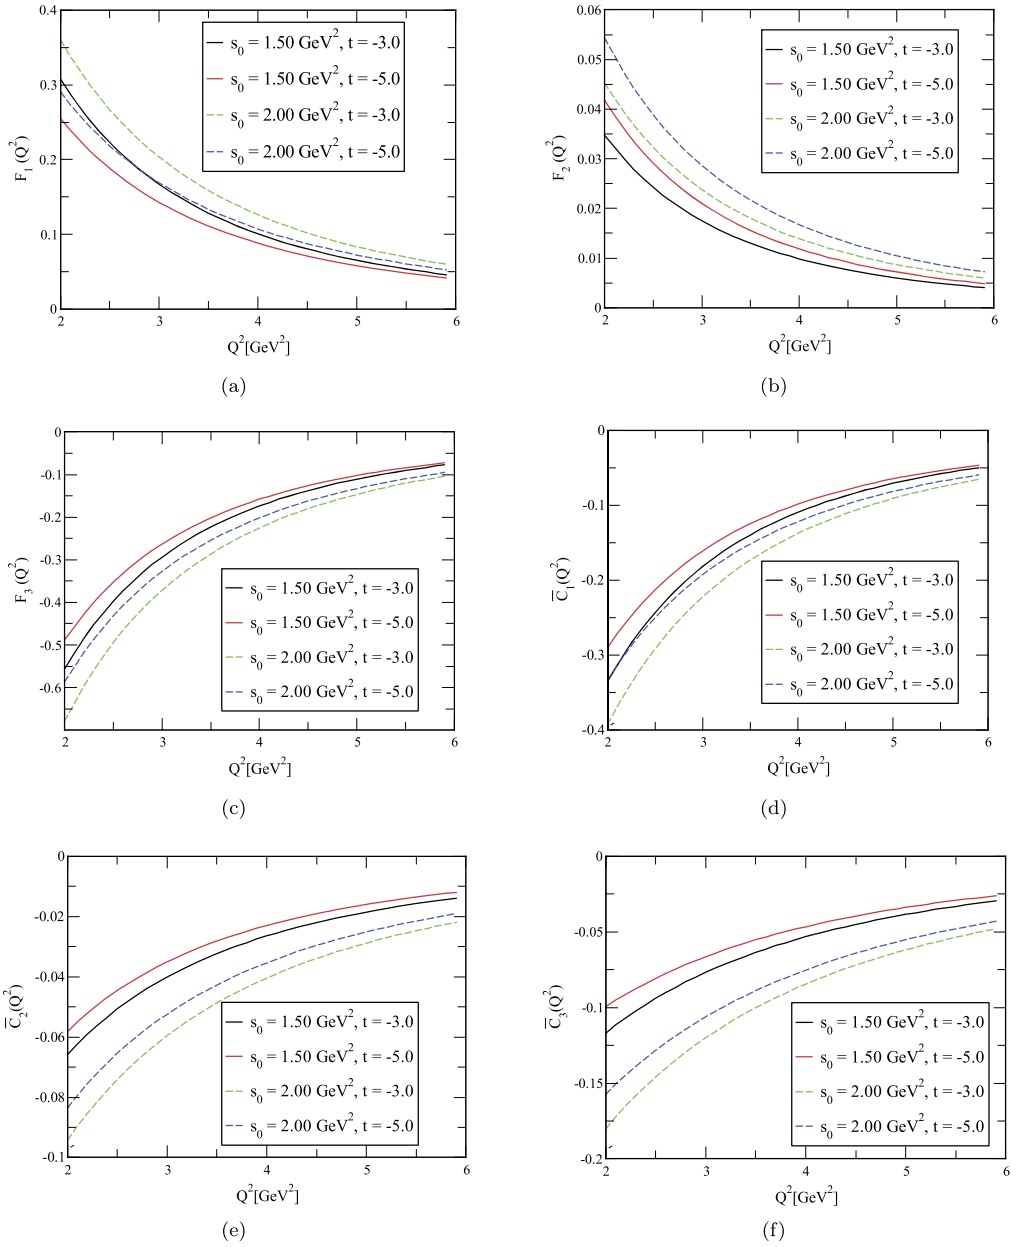 0.4
0.3
0.2
0.1
0
F₁ (Q²)
s₀ = 1.50 GeV², t = -3.0
s₀ = 1.50 GeV², t = -5.0
s₀ = 2.00 GeV², t = -3.0
s₀ = 2.00 GeV², t = -5.0
2 3 4 5 6
Q²[GeV²]
(a)
0.06
0.05
0.04
0.03
0.02
0.01
0
F₂ (Q²)
s₀ = 1.50 GeV², t = -3.0
s₀ = 1.50 GeV², t = -5.0
s₀ = 2.00 GeV², t = -3.0
s₀ = 2.00 GeV², t = -5.0
2 3 4 5 6
Q²[GeV²]
(b)
0
-0.1
-0.2
-0.3
-0.4
-0.5
-0.6
F₃ (Q²)
s₀ = 1.50 GeV², t = -3.0
s₀ = 1.50 GeV², t = -5.0
s₀ = 2.00 GeV², t = -3.0
s₀ = 2.00 GeV², t = -5.0
2 3 4 5 6
Q²[GeV²]
(c)
0
-0.1
-0.2
-0.3
-0.4
C̅₁(Q²)
s₀ = 1.50 GeV², t = -3.0
s₀ = 1.50 GeV², t = -5.0
s₀ = 2.00 GeV², t = -3.0
s₀ = 2.00 GeV², t = -5.0
2 3 4 5 6
Q²[GeV²]
(d)
0
-0.02
-0.04
-0.06
-0.08
-0.1
C̅₂(Q²)
s₀ = 1.50 GeV², t = -3.0
s₀ = 1.50 GeV², t = -5.0
s₀ = 2.00 GeV², t = -3.0
s₀ = 2.00 GeV², t = -5.0
2 3 4 5 6
Q²[GeV²]
(e)
0
-0.05
-0.1
-0.15
-0.2
C̅₃(Q²)
s₀ = 1.50 GeV², t = -3.0
s₀ = 1.50 GeV², t = -5.0
s₀ = 2.00 GeV², t = -3.0
s₀ = 2.00 GeV², t = -5.0
2 3 4 5 6
Q²[GeV²]
(f)